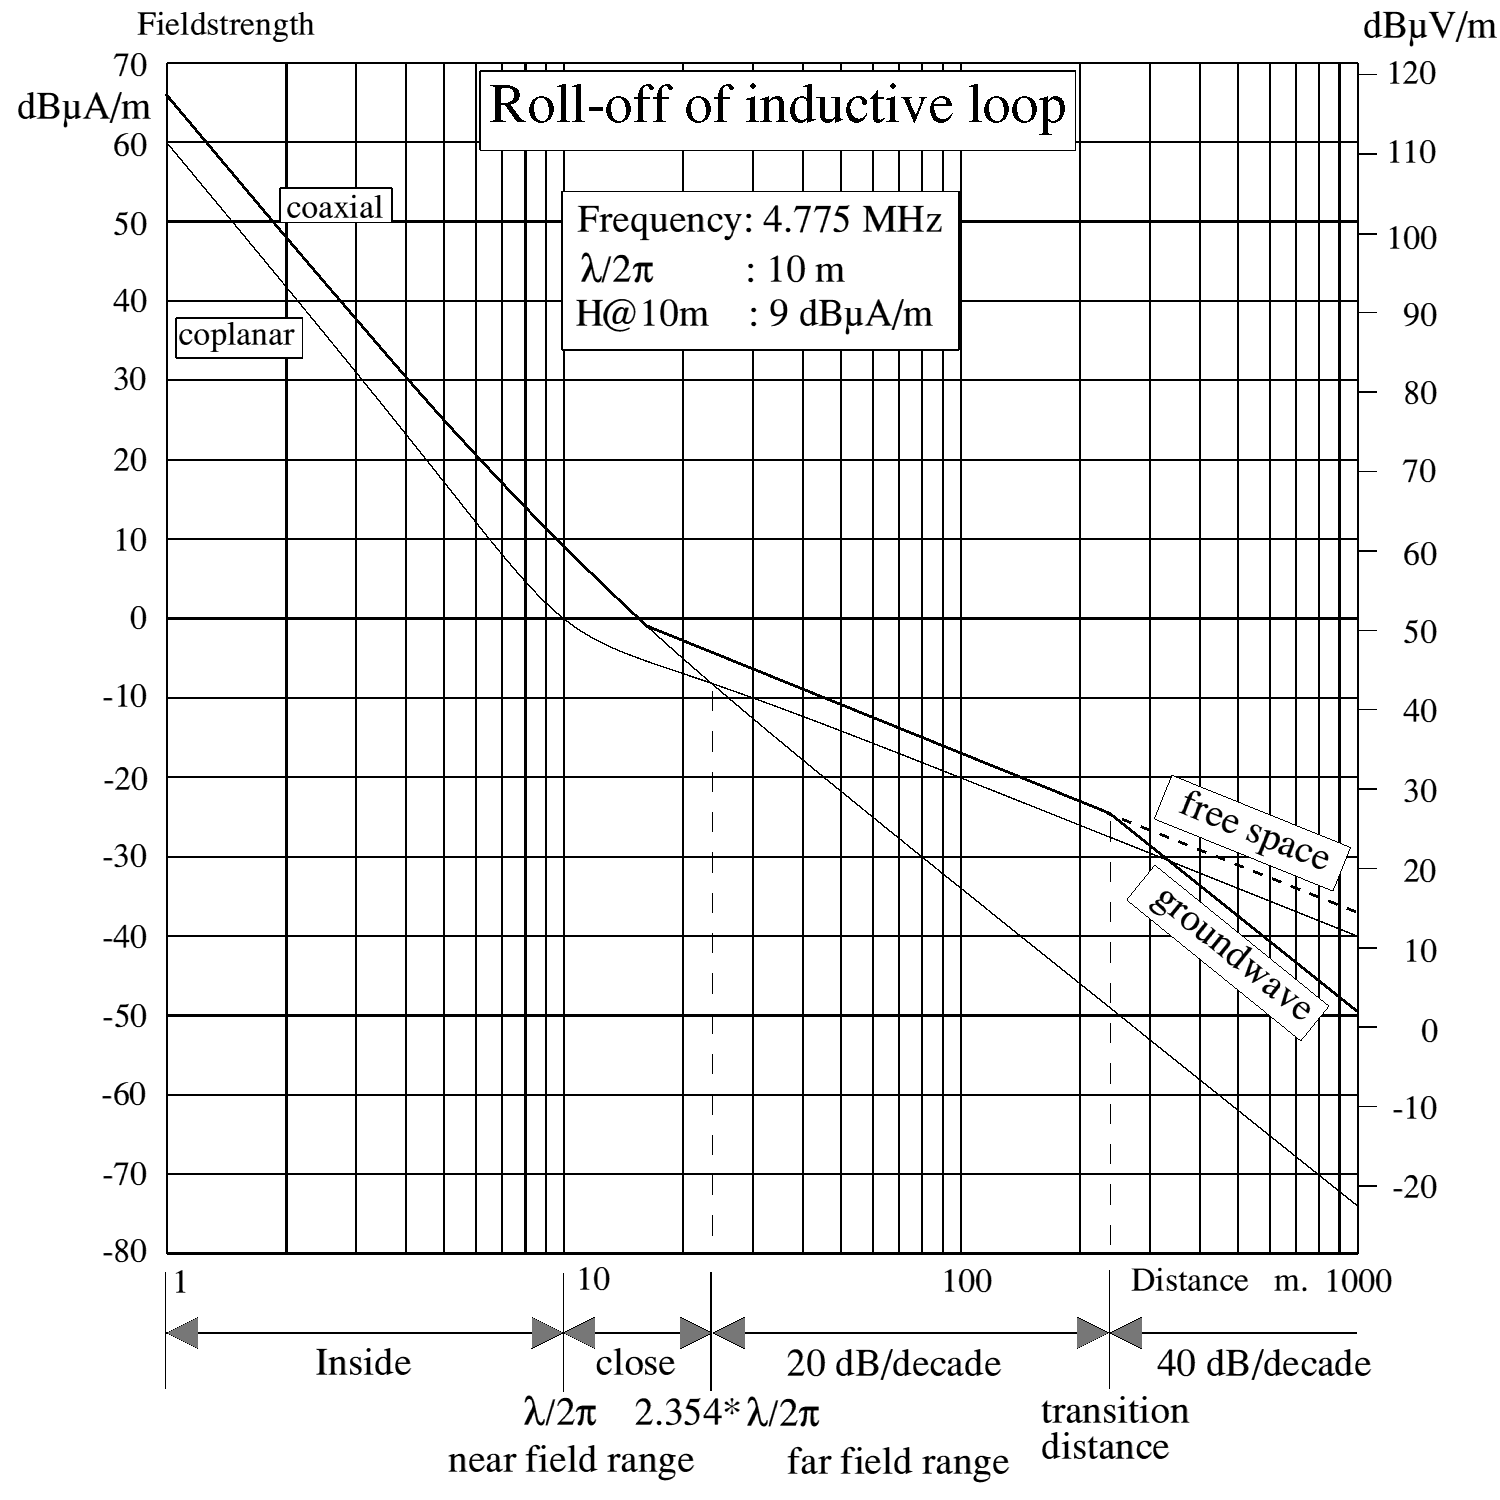 Fieldstrength
dBµV/m
dBµA/m
70
60
50
40
30
20
10
0
-10
-20
-30
-40
-50
-60
-70
-80
120
110
100
90
80
70
60
50
40
30
20
10
0
-10
-20
Roll-off of inductive loop
Frequency: 4.775 MHz
λ/2π : 10 m
H@10m : 9 dBµA/m
coaxial
coplanar
free space
groundwave
1 10 100 Distance m. 1000
Inside close 20 dB/decade 40 dB/decade
λ/2π 2.354* λ/2π transition
near field range far field range distance